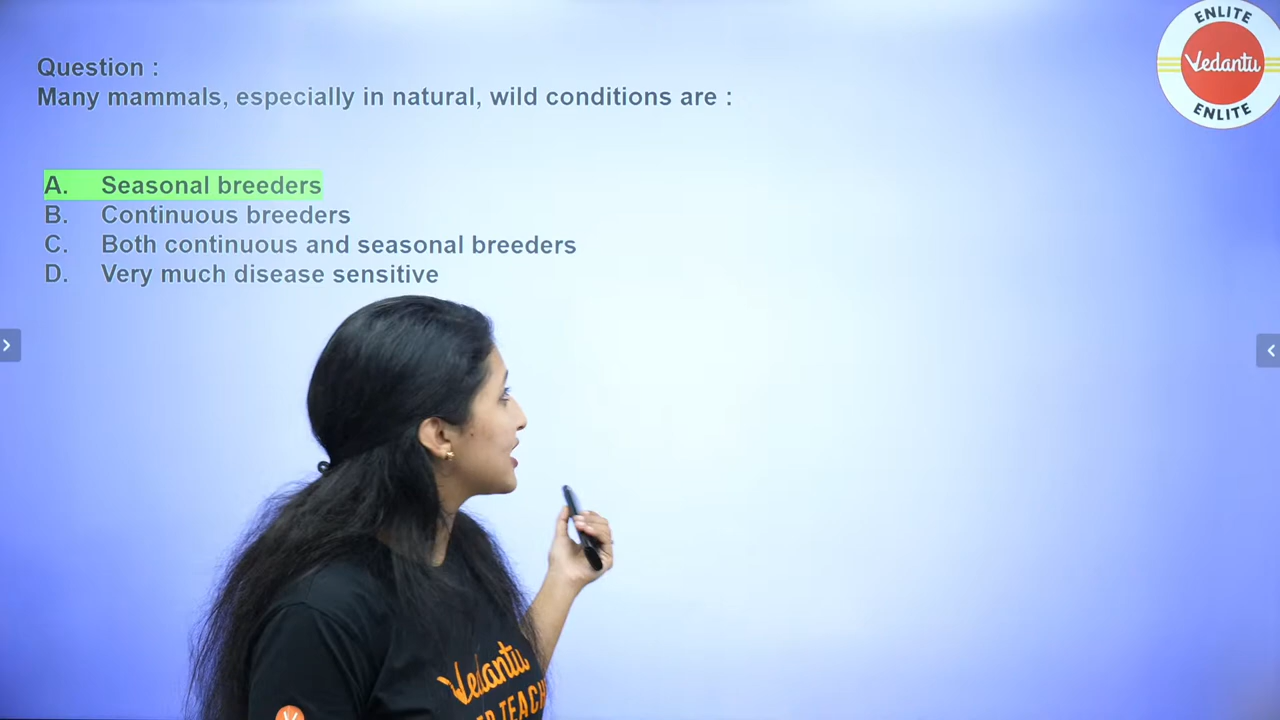 Question :
Many mammals, especially in natural, wild conditions are :
A. Seasonal breeders
B. Continuous breeders
C. Both continuous and seasonal breeders
D. Very much disease sensitive
ENLITE
Vedantu
ENLITE
Vedantu